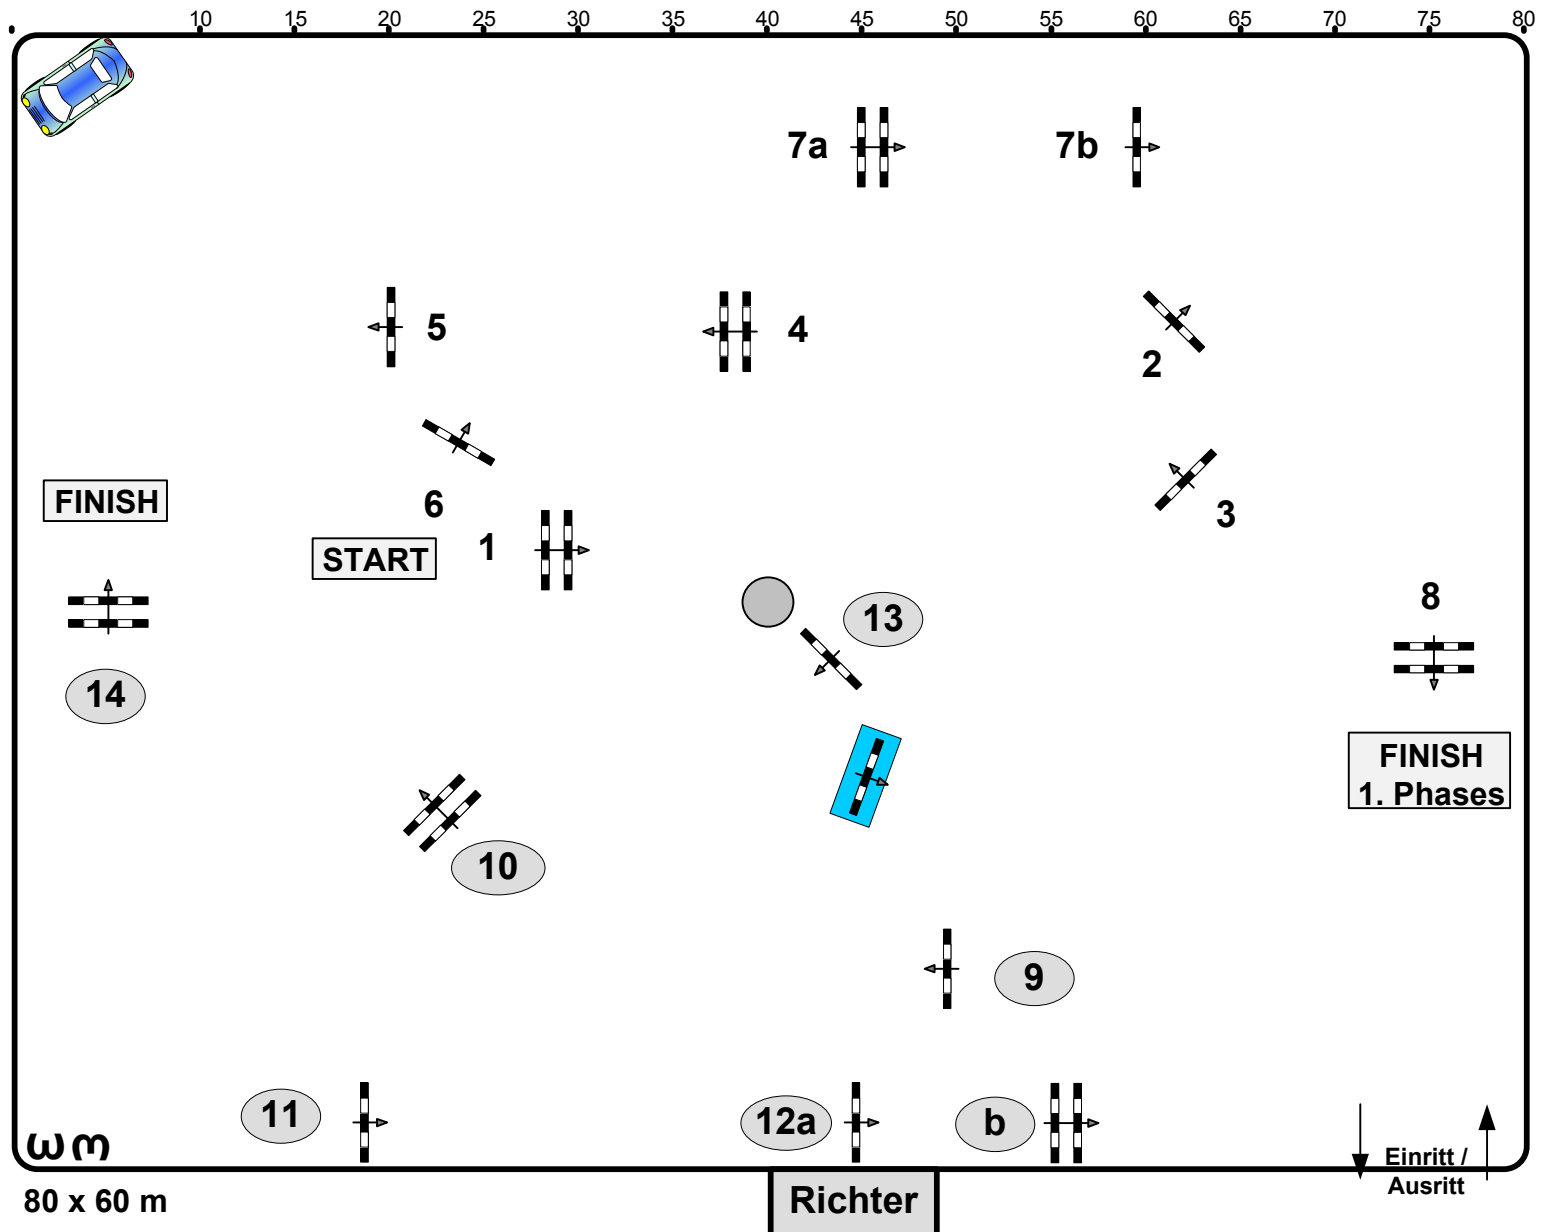 10 15 20 25 30 35 40 45 50 55 60 65 70 75 80
7a 7b
5 4 2
6 3
FINISH
START 1
13 8
14
FINISH
1. Phases
10
9
11 12a b
ω m
Einritt /
Ausritt
80 x 60 m
Richter